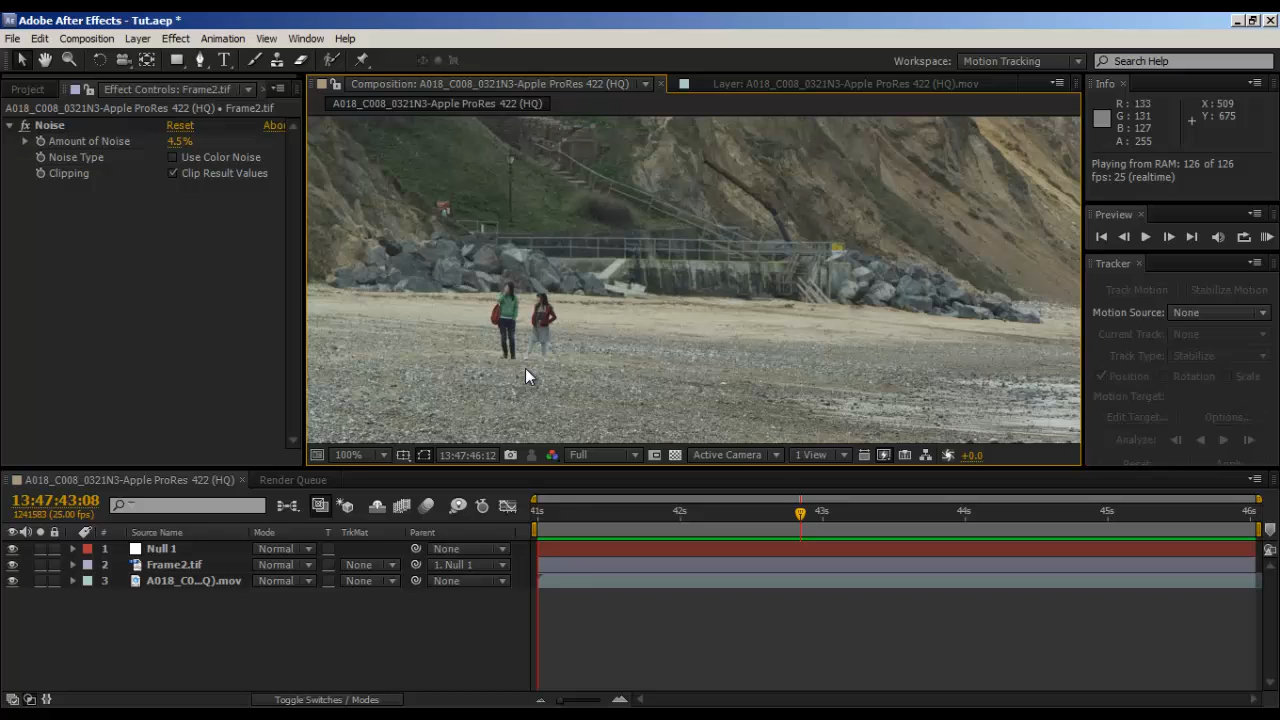 Adobe After Effects - Tut.aep *
File Edit Composition Layer Effect Animation View Window Help
Workspace: Motion Tracking Search Help
Project Effect Controls: Frame2.tif Composition: A018_C008_0321N3-Apple ProRes 422 (HQ) Layer: A018_C008_0321N3-Apple ProRes 422 (HQ).mov Info
A018_C008_0321N3-Apple ProRes 422 (HQ) • Frame2.tif A018_C008_0321N3-Apple ProRes 422 (HQ)
R : 133 X : 509
G : 131 Y : 675
B : 127
A : 255
fx Noise Reset Abou
Amount of Noise 4.5%
Noise Type Use Color Noise
Clipping Clip Result Values
Playing from RAM: 126 of 126
fps: 25 (realtime)
Preview
Tracker
Track Motion Stabilize Motion
Motion Source: None
Current Track: None
Track Type: Stabilize
Position Rotation Scale
Motion Target:
Edit Target... Options...
Analyze:
Reset Apply
100% 13:47:46:12 Full Active Camera 1 View +0.0
A018_C008_0321N3-Apple ProRes 422 (HQ) Render Queue
13:47:43:08
1241583 (25.00 fps)
41s 42s 43s 44s 45s 46s
# Source Name Mode T TrkMat Parent
1 Null 1 Normal None
2 Frame2.tif Normal None 1. Null 1
3 A018_C0...Q).mov Normal None None
Toggle Switches / Modes